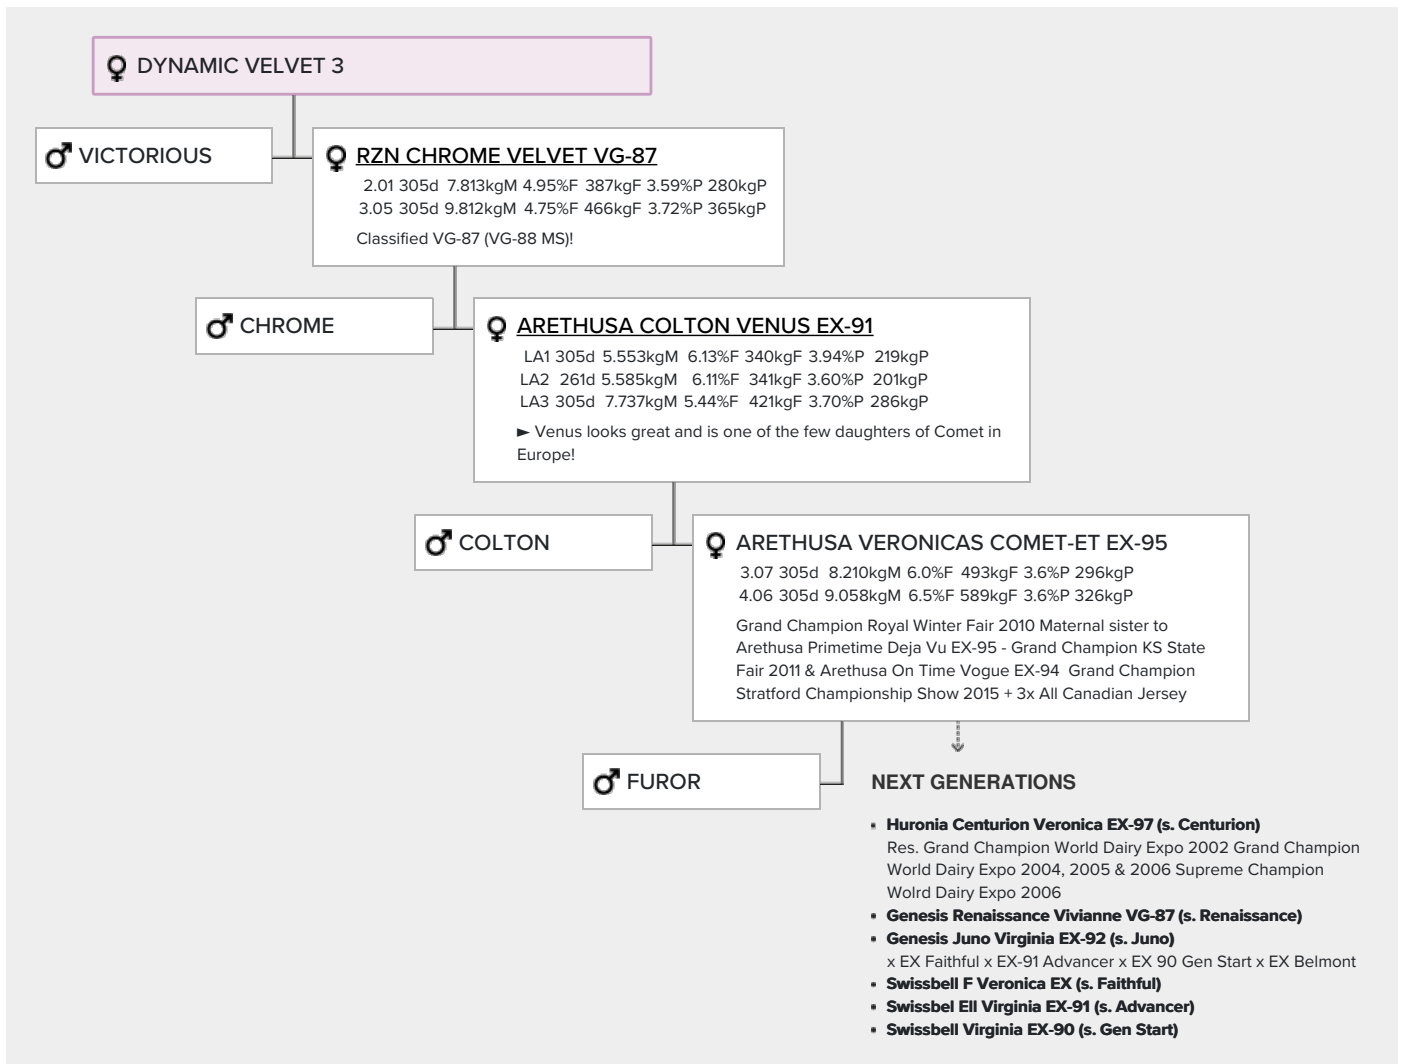 DYNAMIC VELVET 3
VICTORIOUS
RZN CHROME VELVET VG-87
2.01 305d 7.813kgM 4.95%F 387kgF 3.59%P 280kgP
3.05 305d 9.812kgM 4.75%F 466kgF 3.72%P 365kgP
Classified VG-87 (VG-88 MS)!
CHROME
ARETHUSA COLTON VENUS EX-91
LA1 305d 5.553kgM 6.13%F 340kgF 3.94%P 219kgP
LA2 261d 5.585kgM 6.11%F 341kgF 3.60%P 201kgP
LA3 305d 7.737kgM 5.44%F 421kgF 3.70%P 286kgP
► Venus looks great and is one of the few daughters of Comet in
Europe!
COLTON
ARETHUSA VERONICAS COMET-ET EX-95
3.07 305d 8.210kgM 6.0%F 493kgF 3.6%P 296kgP
4.06 305d 9.058kgM 6.5%F 589kgF 3.6%P 326kgP
Grand Champion Royal Winter Fair 2010 Maternal sister to
Arethusa Primetime Deja Vu EX-95 - Grand Champion KS State
Fair 2011 & Arethusa On Time Vogue EX-94 Grand Champion
Stratford Championship Show 2015 + 3x All Canadian Jersey
FUROR
NEXT GENERATIONS
▪ Huronia Centurion Veronica EX-97 (s. Centurion)
Res. Grand Champion World Dairy Expo 2002 Grand Champion
World Dairy Expo 2004, 2005 & 2006 Supreme Champion
Wolrd Dairy Expo 2006
▪ Genesis Renaissance Vivianne VG-87 (s. Renaissance)
▪ Genesis Juno Virginia EX-92 (s. Juno)
x EX Faithful x EX-91 Advancer x EX 90 Gen Start x EX Belmont
▪ Swissbell F Veronica EX (s. Faithful)
▪ Swissbel Ell Virginia EX-91 (s. Advancer)
▪ Swissbell Virginia EX-90 (s. Gen Start)